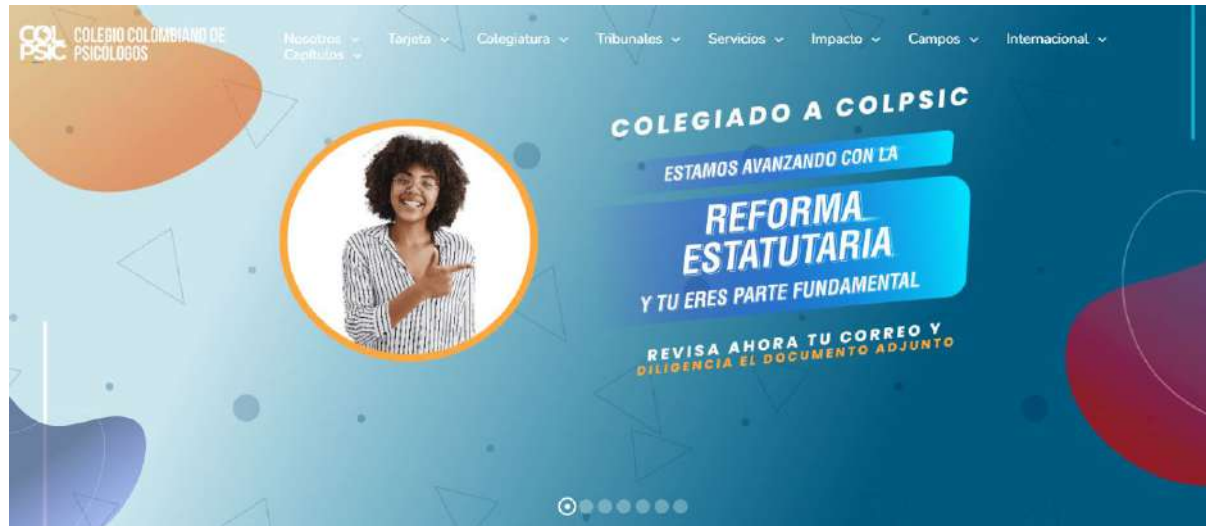 COL
PSIC
COLEGIO COLOMBIANO DE
PSICÓLOGOS
Nosotros Tarjeta Colegiatura Tribunales Servicios Impacto Campos Internacional
Capítulos
COLEGIADO A COLPSIC
ESTAMOS AVANZANDO CON LA
REFORMA
ESTATUTARIA
Y TU ERES PARTE FUNDAMENTAL
REVISA AHORA TU CORREO Y
DILIGENCIA EL DOCUMENTO ADJUNTO